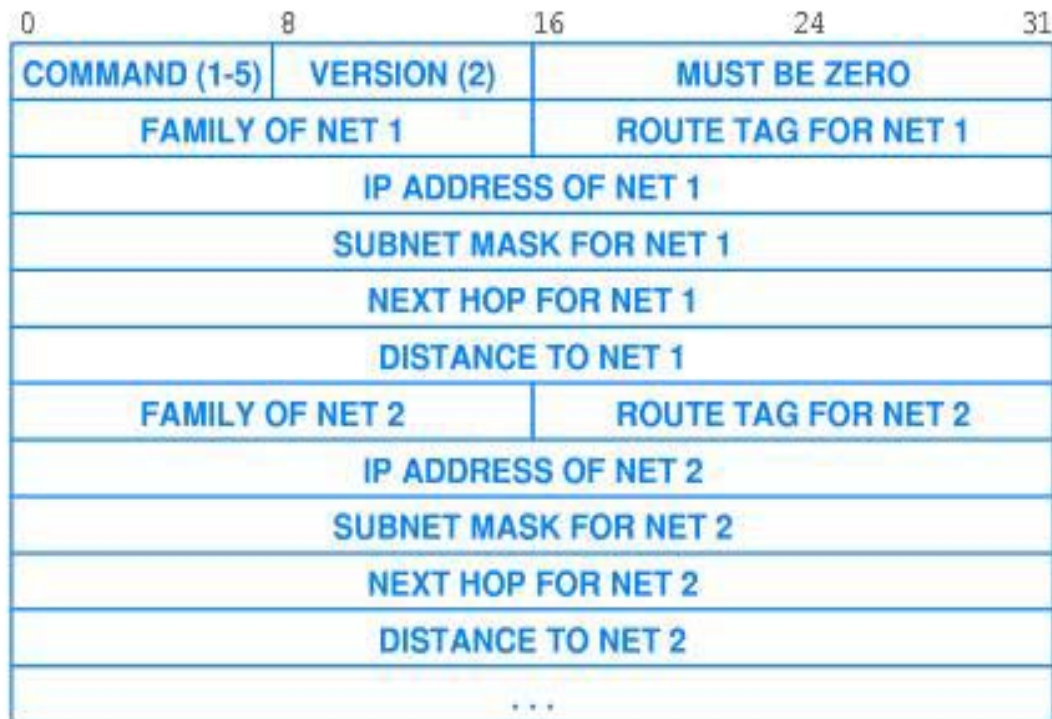 0 8 16 24 31
COMMAND (1-5) VERSION (2) MUST BE ZERO
FAMILY OF NET 1 ROUTE TAG FOR NET 1
IP ADDRESS OF NET 1
SUBNET MASK FOR NET 1
NEXT HOP FOR NET 1
DISTANCE TO NET 1
FAMILY OF NET 2 ROUTE TAG FOR NET 2
IP ADDRESS OF NET 2
SUBNET MASK FOR NET 2
NEXT HOP FOR NET 2
DISTANCE TO NET 2
. . .